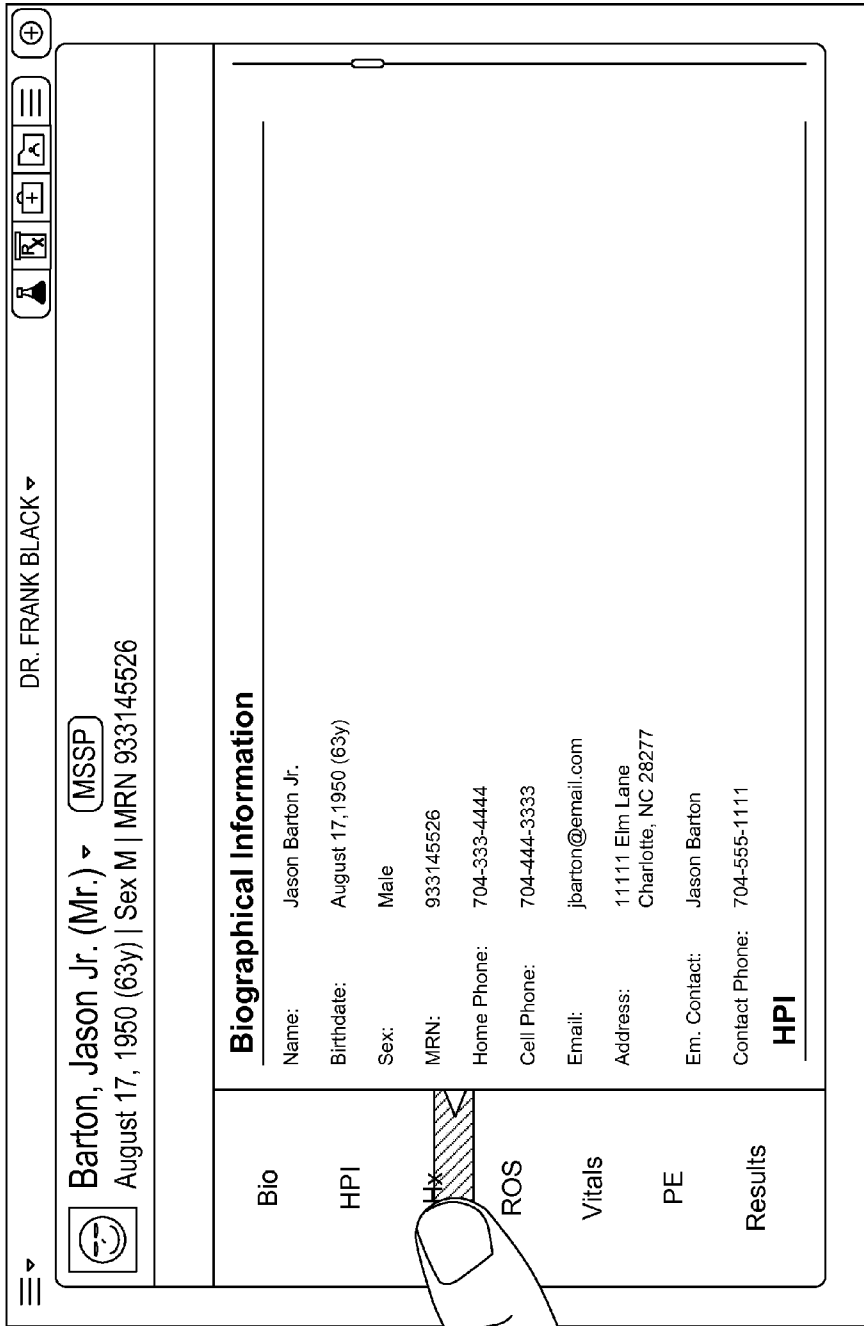 DR. FRANK BLACK
Rx
Barton, Jason Jr. (Mr.) MSSP
August 17, 1950 (63y) | Sex M | MRN 933145526
Bio
HPI
Hx
ROS
Vitals
PE
Results
Biographical Information
Name: Jason Barton Jr.
Birthdate: August 17,1950 (63y)
Sex: Male
MRN: 933145526
Home Phone: 704-333-4444
Cell Phone: 704-444-3333
Email: jbarton@email.com
Address: 11111 Elm Lane
Charlotte, NC 28277
Em. Contact: Jason Barton
Contact Phone: 704-555-1111
HPI